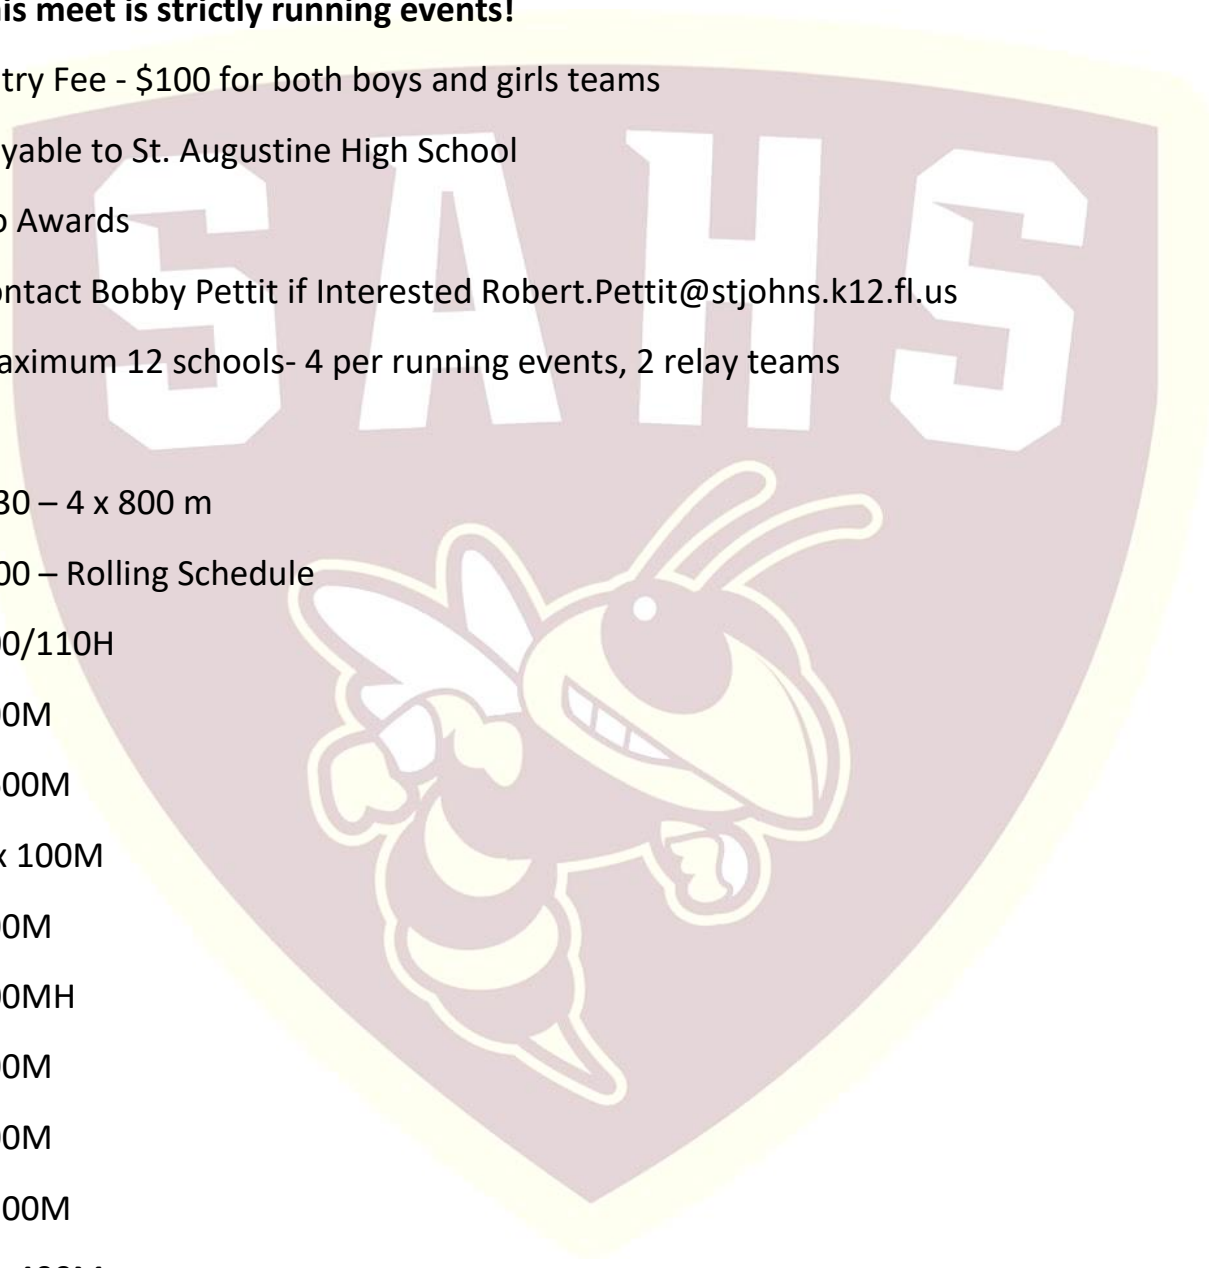 is meet is strictly running events!
try Fee - $100 for both boys and girls teams
yable to St. Augustine High School
SAHS
Awards
ntact Bobby Pettit if Interested Robert.Pettit@stjohns.k12.fl.us
aximum 12 schools- 4 per running events, 2 relay teams
30 – 4 x 800 m
00 – Rolling Schedule
0/110H
0M
00M
x 100M
0M
0MH
0M
0M
00M